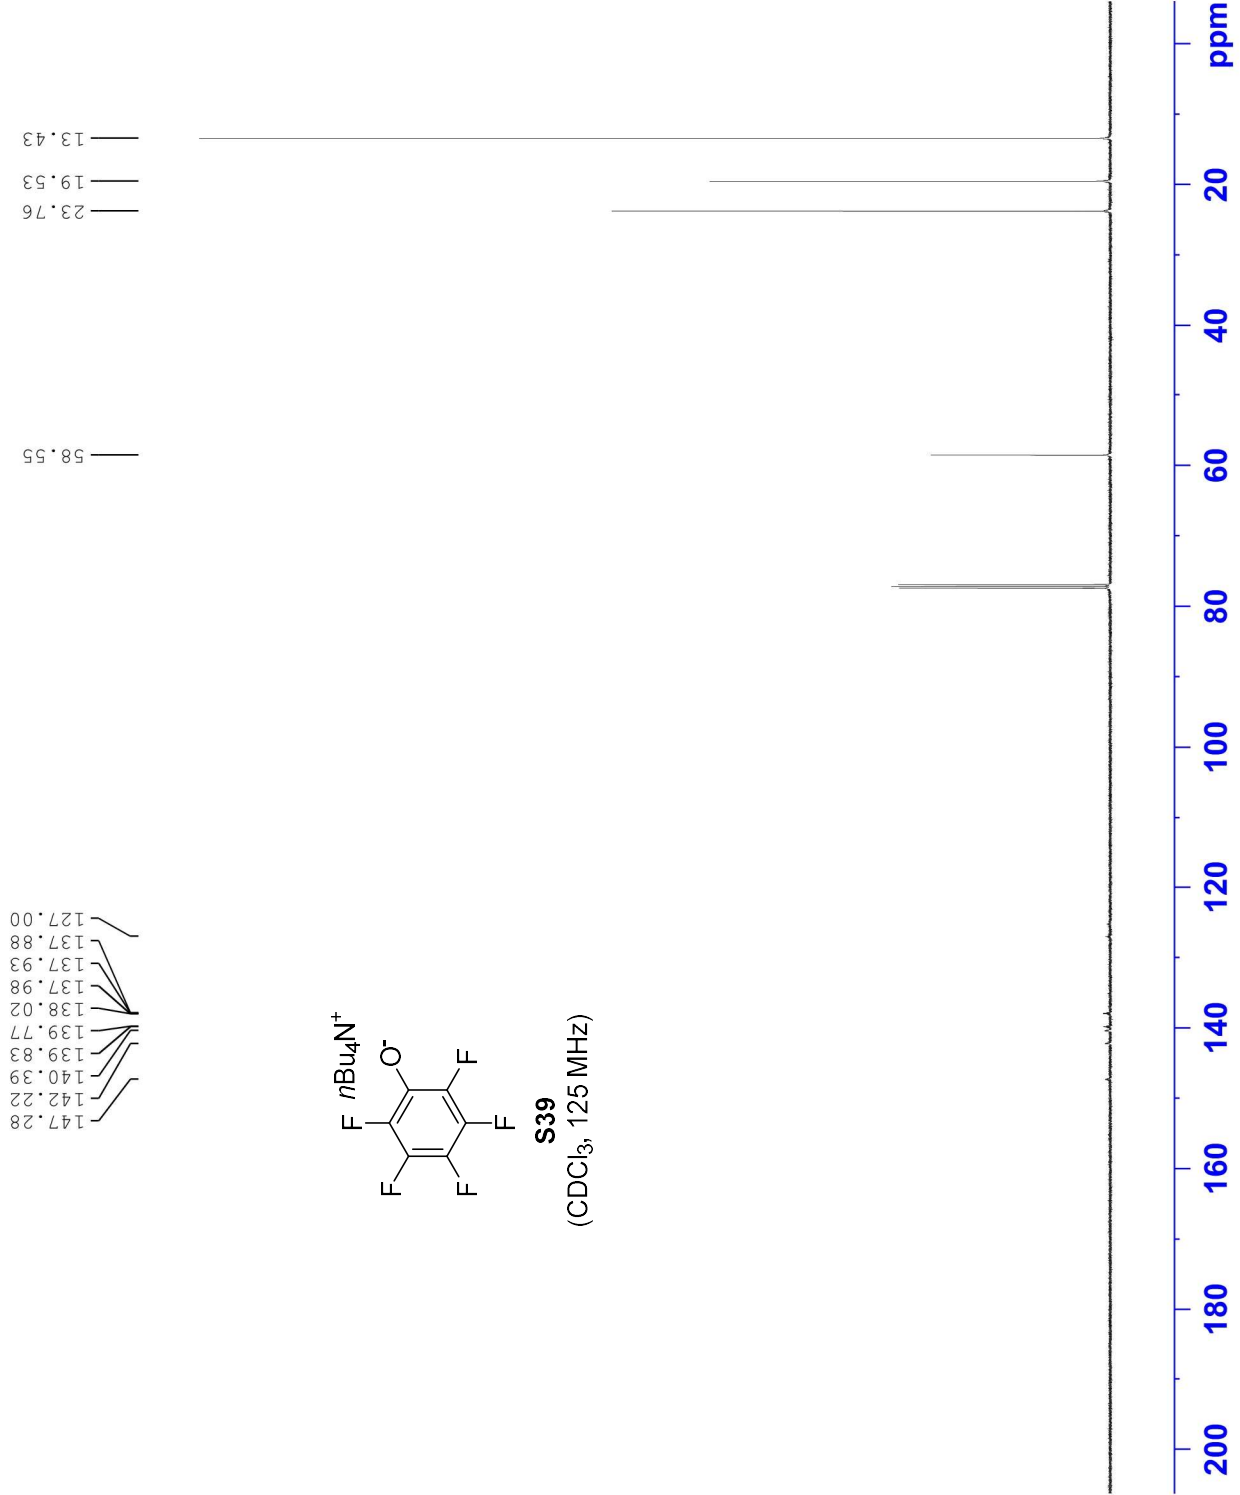 147.28
142.22
140.39
139.83
139.77
138.02
137.98
137.93
137.88
127.00
58.55
23.76
19.53
13.43
nBu4N+
F
O-
F
F
F
F
S39
(CDCl3, 125 MHz)
200 180 160 140 120 100 80 60 40 20 ppm